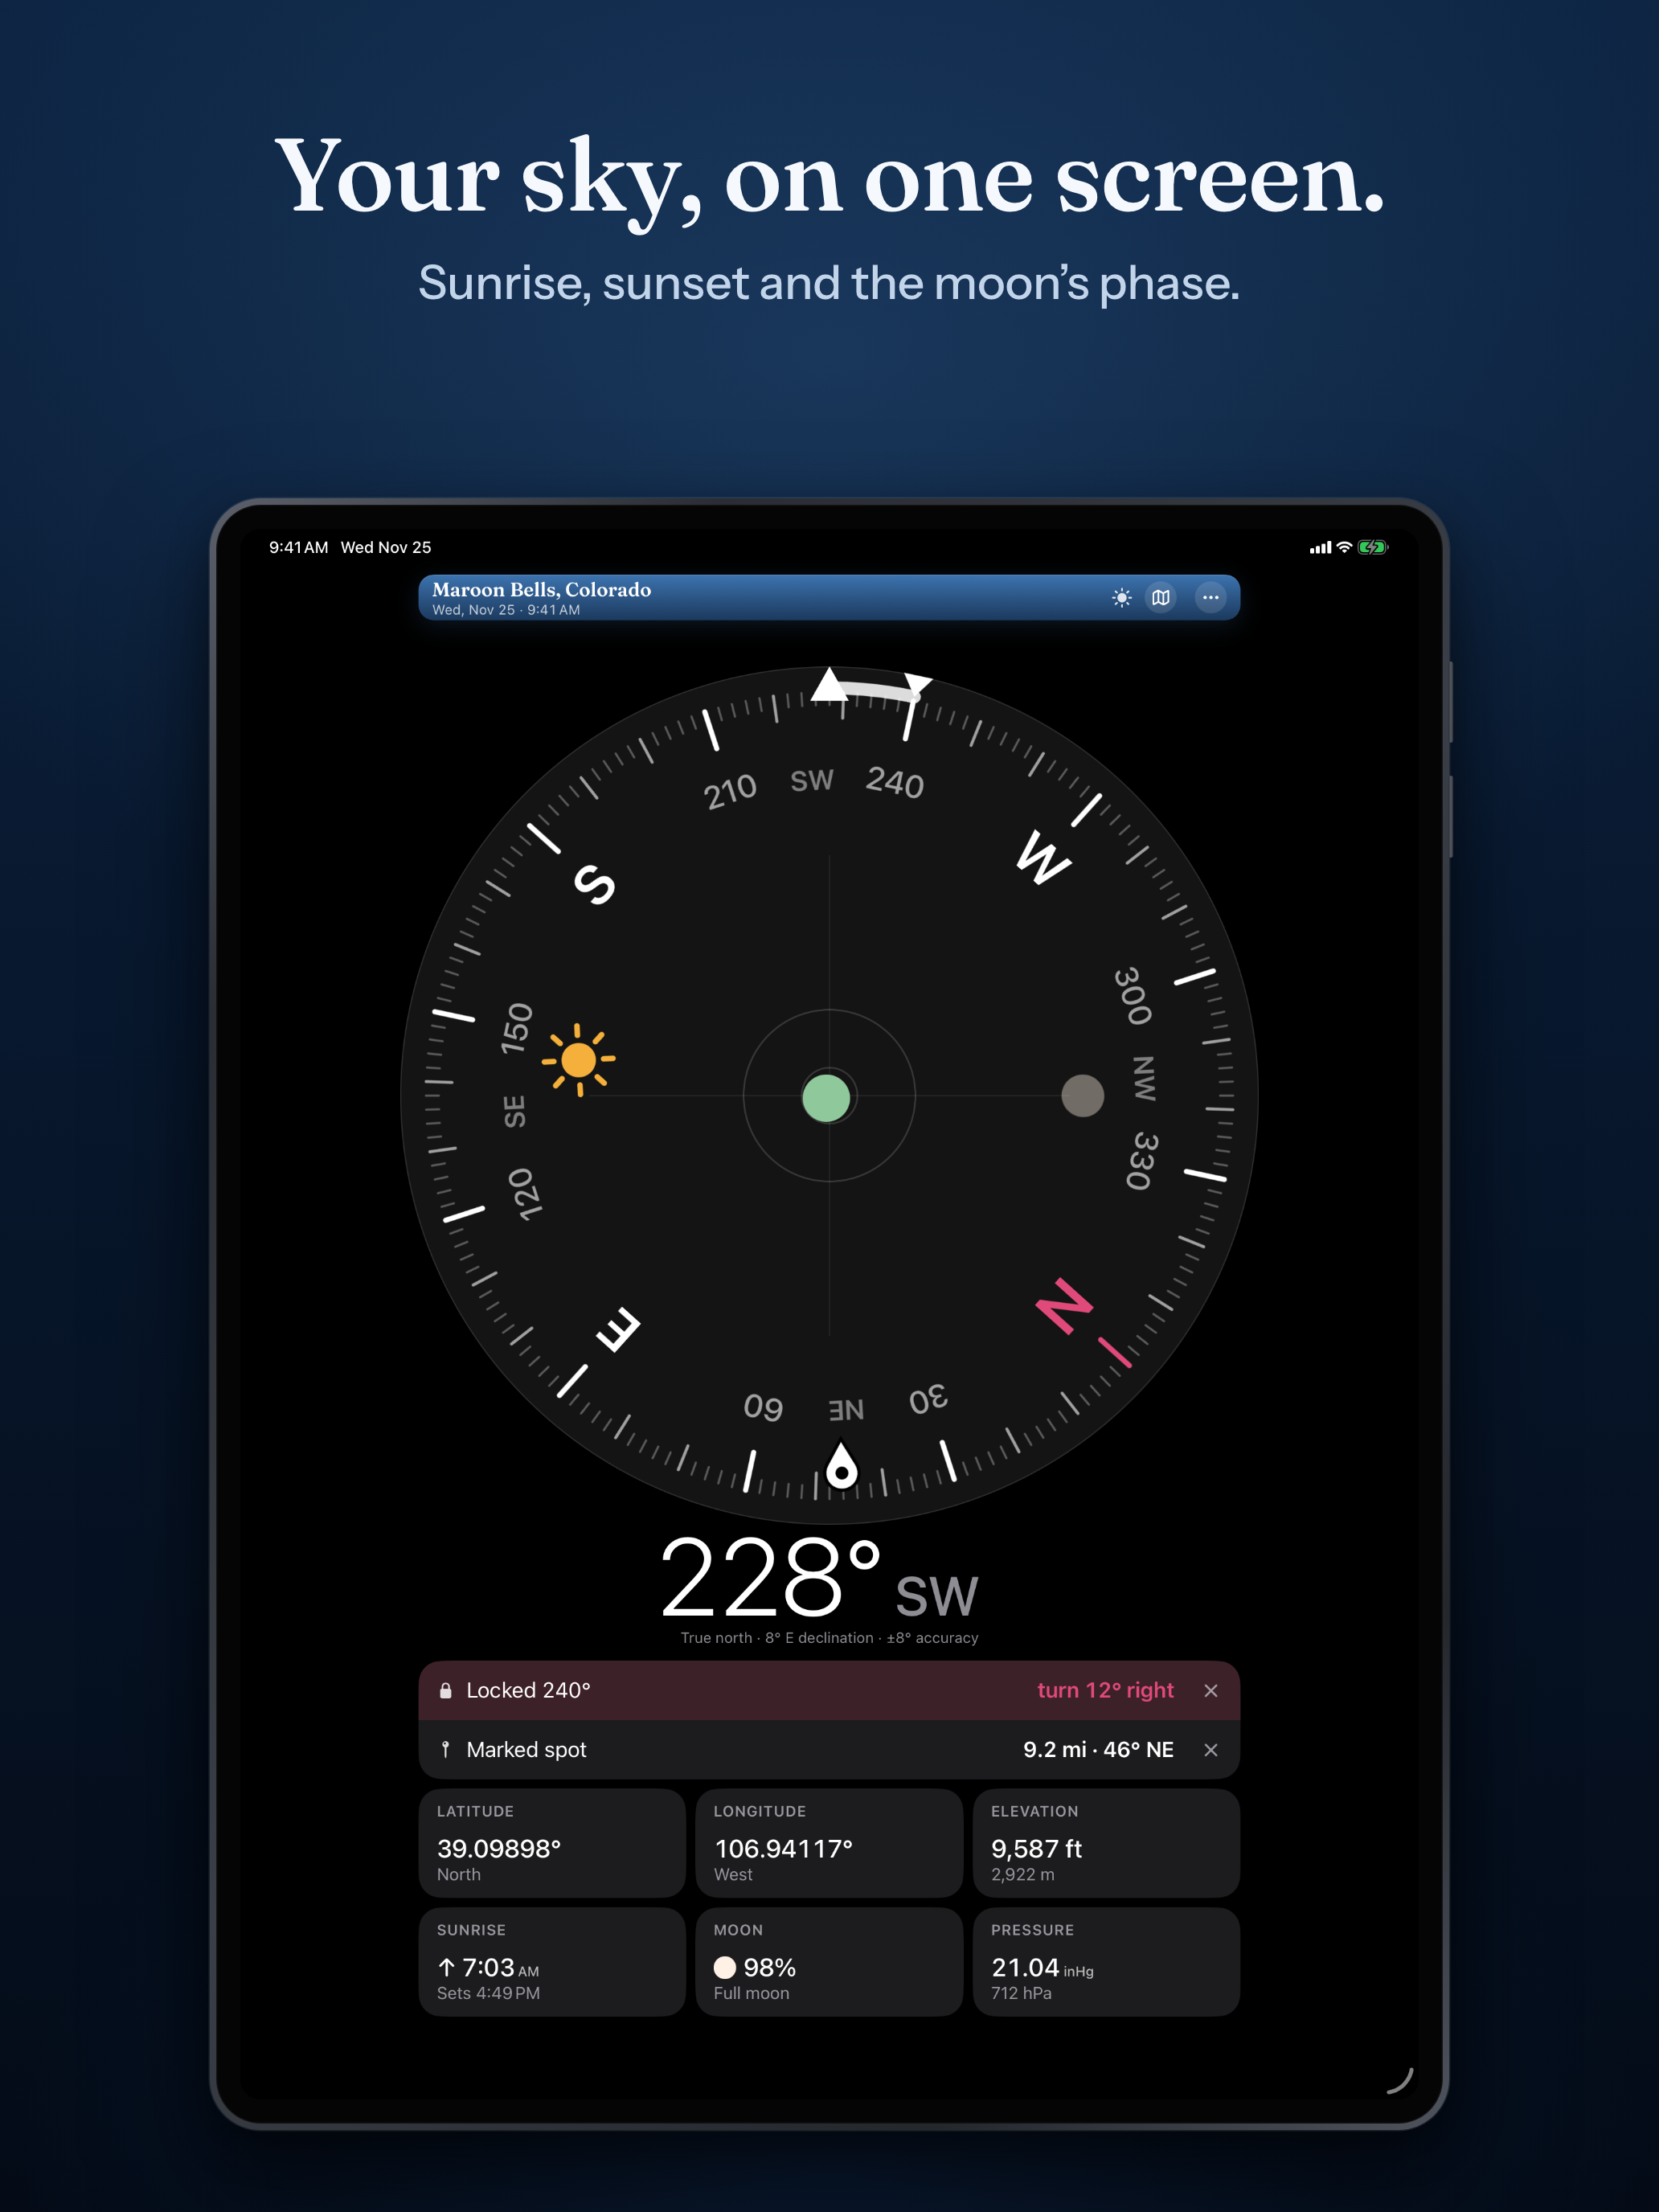 Your sky, on one screen.
Sunrise, sunset and the moon’s phase.
9:41 AM Wed Nov 25
Maroon Bells, Colorado
Wed, Nov 25 · 9:41 AM
210 SW 240
S W
150 300
SE NW
120 330
E N
60 NE 30
228° SW
True north · 8° E declination · ±8° accuracy
Locked 240° turn 12° right
Marked spot 9.2 mi · 46° NE
LATITUDE LONGITUDE ELEVATION
39.09898° 106.94117° 9,587 ft
North West 2,922 m
SUNRISE MOON PRESSURE
↑ 7:03 AM 98% 21.04 inHg
Sets 4:49 PM Full moon 712 hPa